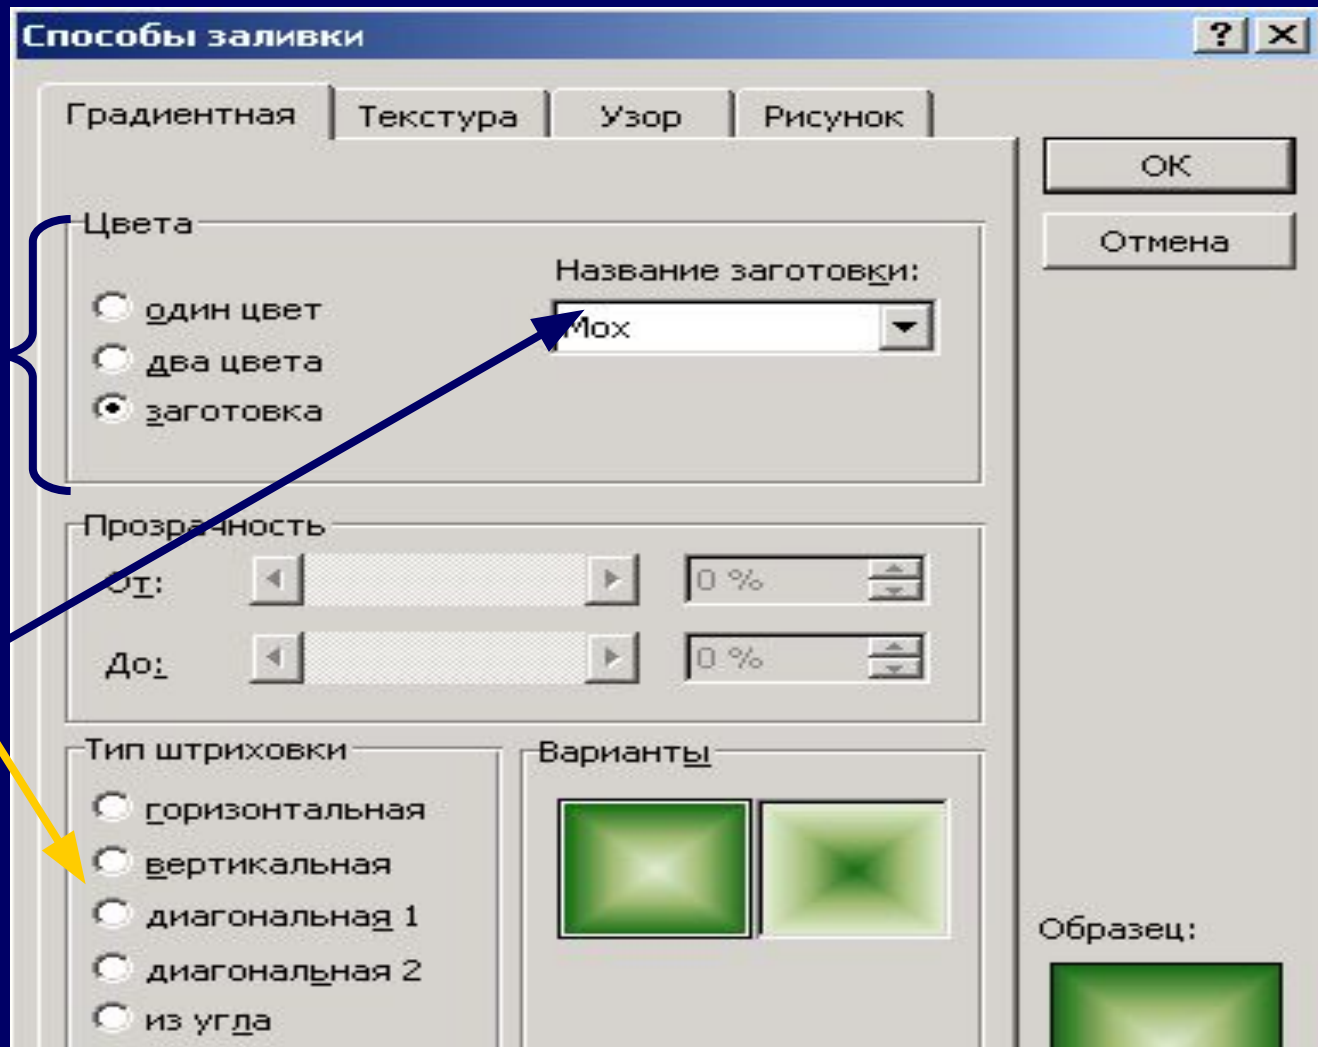 Способы заливки
Градиентная Текстура Узор Рисунок
ОК
Отмена
Цвета
один цвет
два цвета
заготовка
Название заготовки:
Мох
Прозрачность
От: 0 %
До: 0 %
Тип штриховки
горизонтальная
вертикальная
диагональная 1
диагональная 2
из угла
Варианты
Образец: